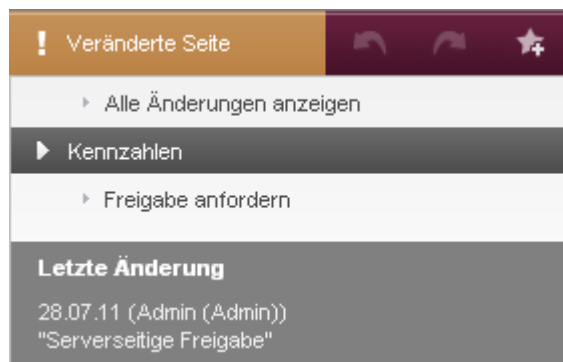 ! Veränderte Seite
Alle Änderungen anzeigen
Kennzahlen
Freigabe anfordern
Letzte Änderung
28.07.11 (Admin (Admin))
"Serverseitige Freigabe"